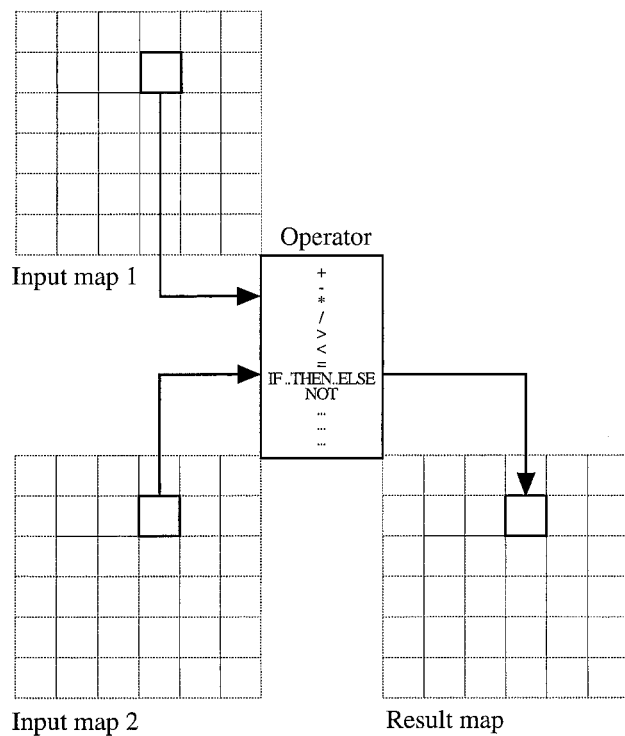 Operator
Input map 1
+
-
*
/
>
<
=
IF ..THEN..ELSE
NOT
...
...
...
Input map 2
Result map